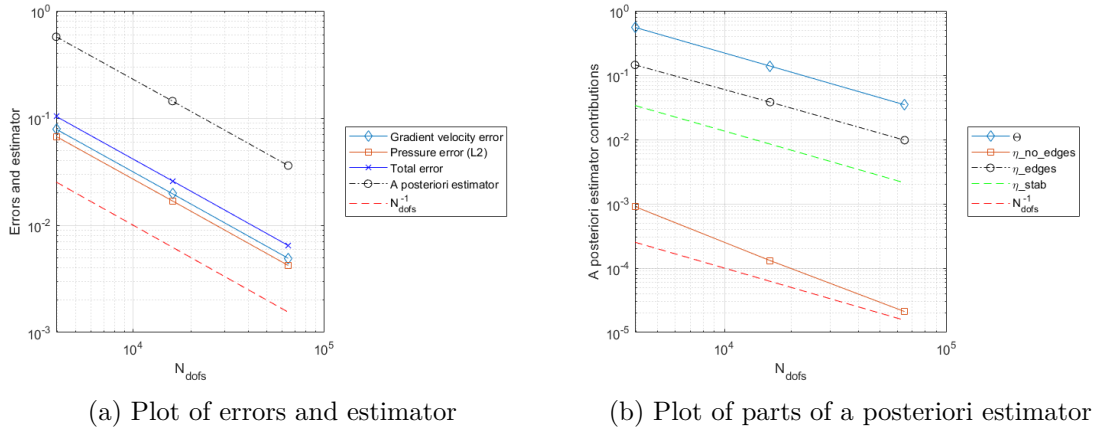 10^0
10^-1
10^-2
10^-3
10^4
10^5
Errors and estimator
N_dofs
Gradient velocity error
Pressure error (L2)
Total error
A posteriori estimator
N_dofs^-1
(a) Plot of errors and estimator
10^0
10^-1
10^-2
10^-3
10^-4
10^-5
10^4
10^5
A posteriori estimator contributions
N_dofs
Θ
η_no_edges
η_edges
η_stab
N_dofs^-1
(b) Plot of parts of a posteriori estimator